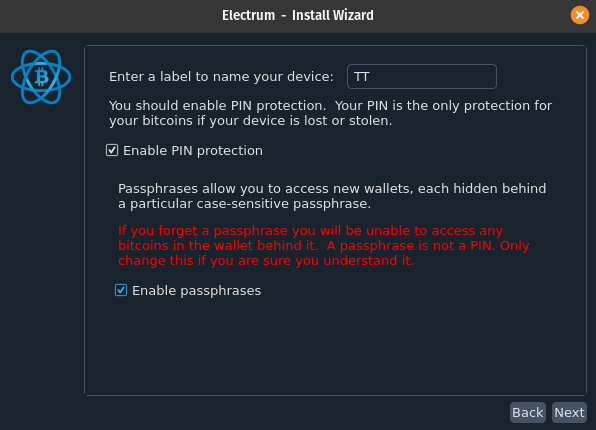 Electrum - Install Wizard
Enter a label to name your device: TT
You should enable PIN protection.  Your PIN is the only protection for
your bitcoins if your device is lost or stolen.
Enable PIN protection
Passphrases allow you to access new wallets, each hidden behind
a particular case-sensitive passphrase.
If you forget a passphrase you will be unable to access any
bitcoins in the wallet behind it.  A passphrase is not a PIN. Only
change this if you are sure you understand it.
Enable passphrases
Back Next